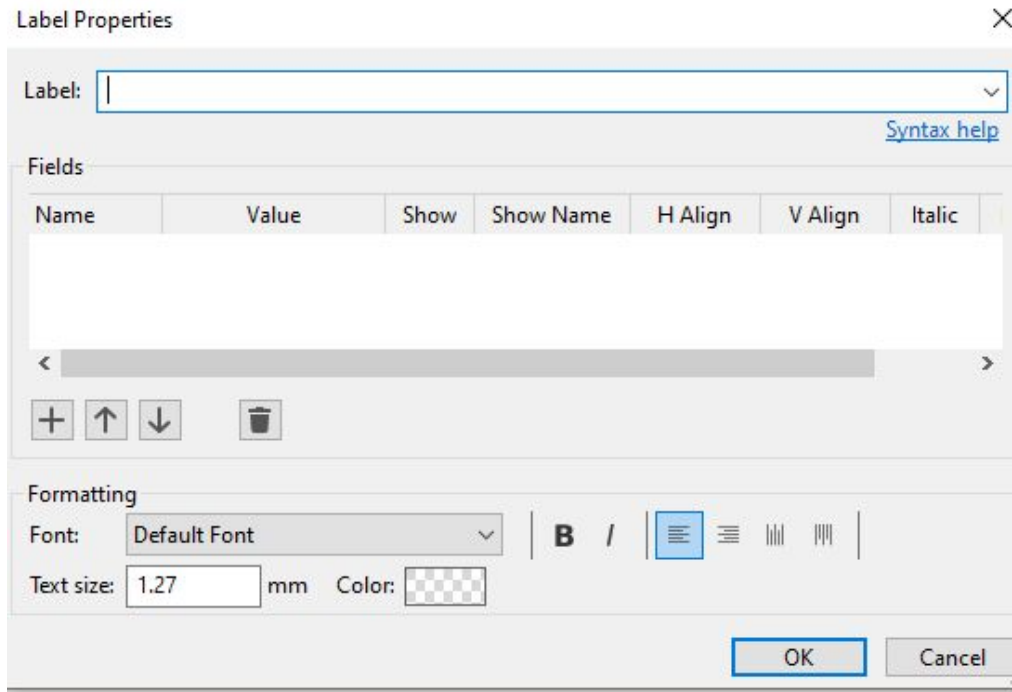 Label Properties
Label:
Syntax help
Fields
Name Value Show Show Name H Align V Align Italic
Formatting
Font: Default Font B I
Text size: 1.27 mm Color:
OK Cancel